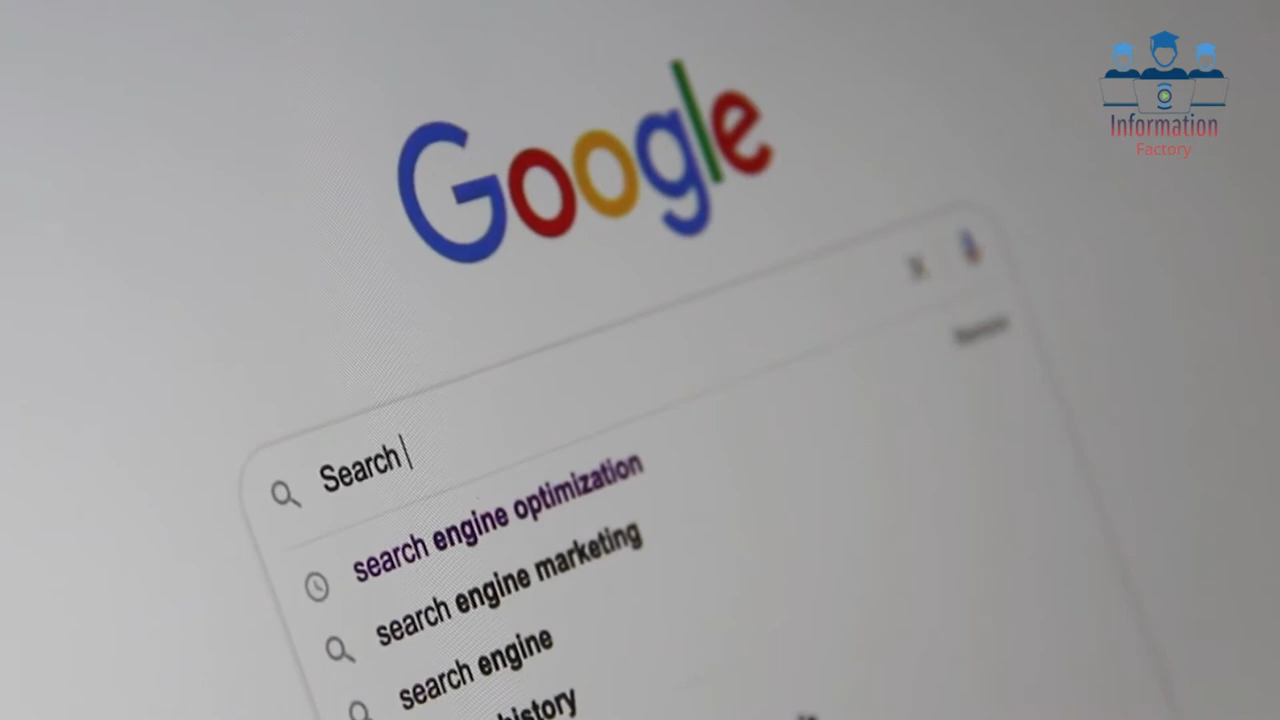 Information
Factory
Google
Search
search engine optimization
search engine marketing
search engine
history